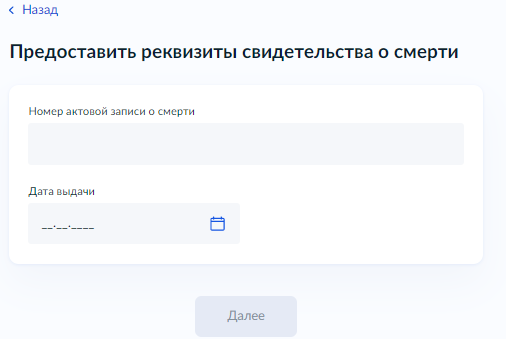 Назад
Предоставить реквизиты свидетельства о смерти
Номер актовой записи о смерти
Дата выдачи
__.__.____
Далее